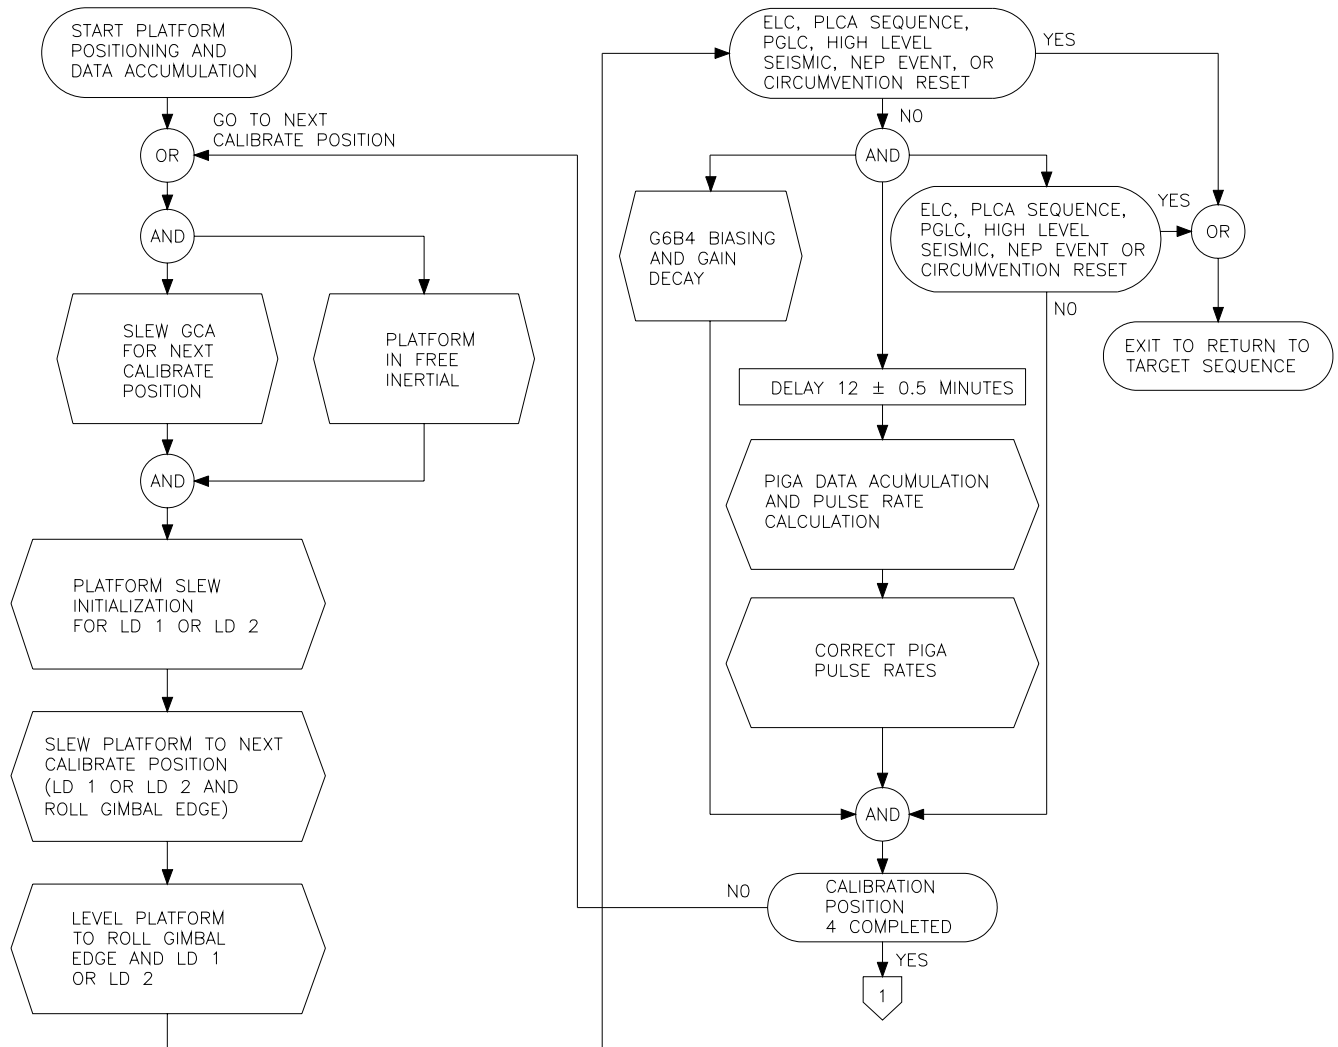 START PLATFORM
POSITIONING AND
DATA ACCUMULATION
GO TO NEXT
CALIBRATE POSITION
OR
AND
SLEW GCA
FOR NEXT
CALIBRATE
POSITION
PLATFORM
IN FREE
INERTIAL
AND
PLATFORM SLEW
INITIALIZATION
FOR LD 1 OR LD 2
SLEW PLATFORM TO NEXT
CALIBRATE POSITION
(LD 1 OR LD 2 AND
ROLL GIMBAL EDGE)
LEVEL PLATFORM
TO ROLL GIMBAL
EDGE AND LD 1
OR LD 2
ELC, PLCA SEQUENCE,
PGLC, HIGH LEVEL
SEISMIC, NEP EVENT, OR
CIRCUMVENTION RESET
YES
NO
AND
G6B4 BIASING
AND GAIN
DECAY
ELC, PLCA SEQUENCE,
PGLC, HIGH LEVEL
SEISMIC, NEP EVENT OR
CIRCUMVENTION RESET
YES
OR
NO
EXIT TO RETURN TO
TARGET SEQUENCE
DELAY 12 ± 0.5 MINUTES
PIGA DATA ACUMULATION
AND PULSE RATE
CALCULATION
CORRECT PIGA
PULSE RATES
AND
NO
CALIBRATION
POSITION
4 COMPLETED
YES
1